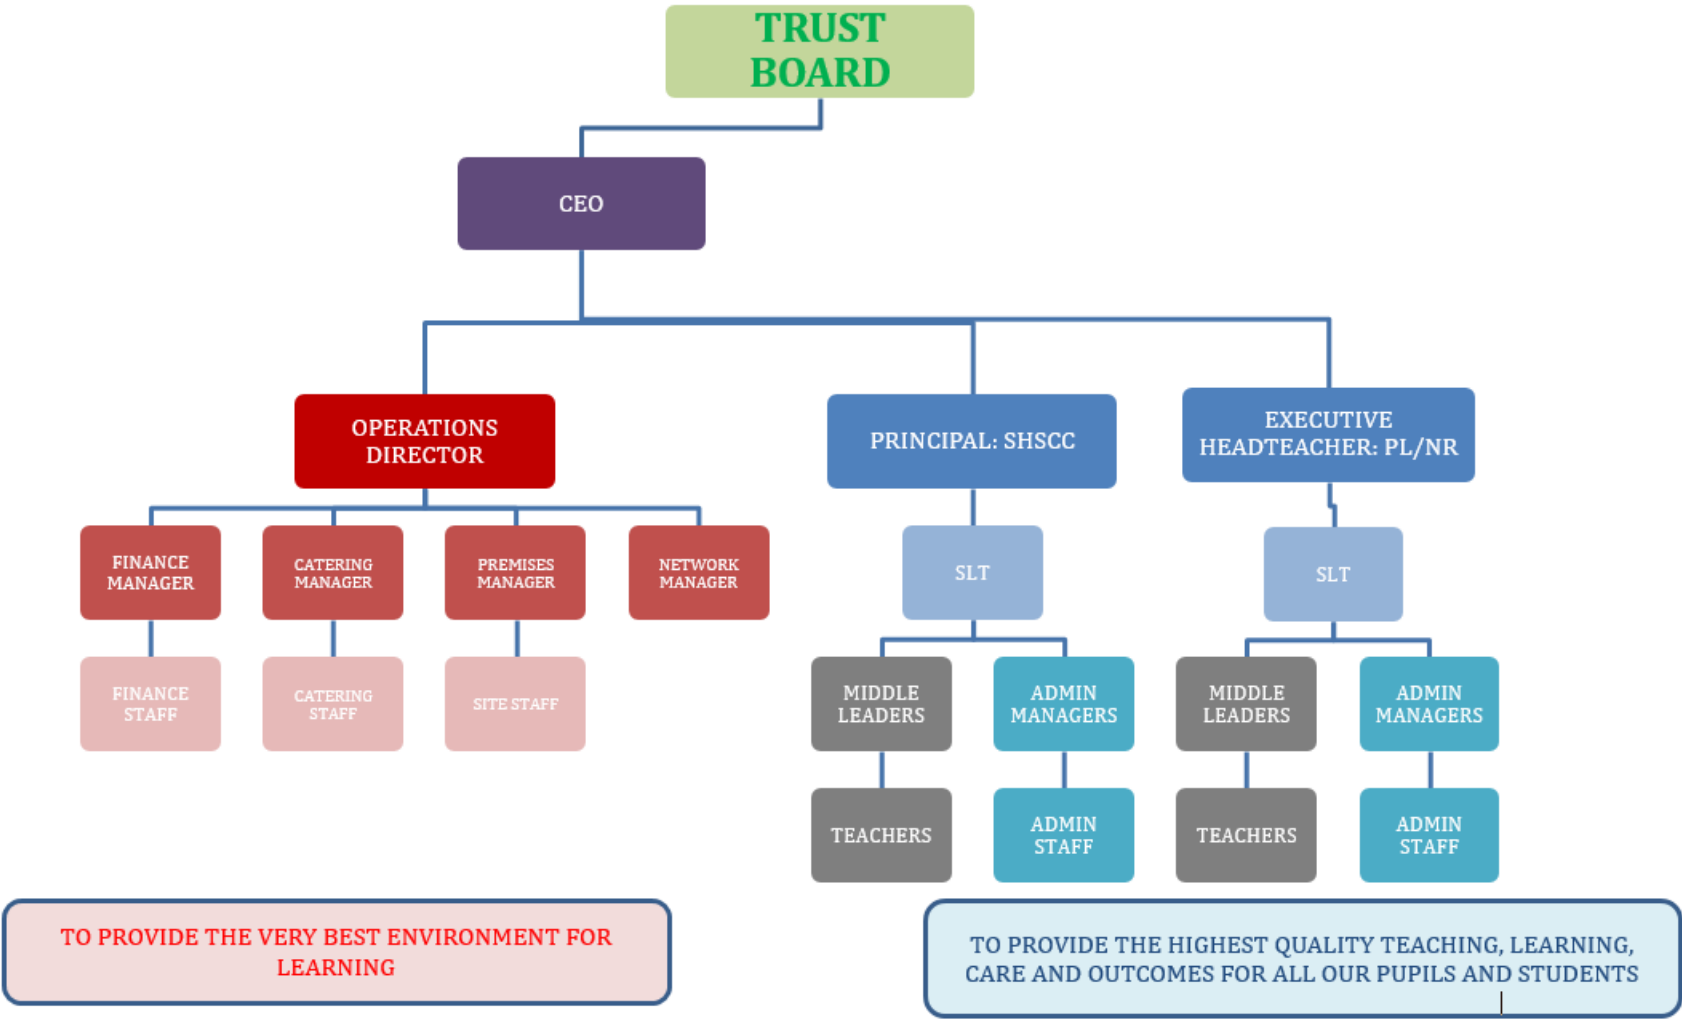 TRUST
BOARD
CEO
OPERATIONS
DIRECTOR
PRINCIPAL: SHSCC
EXECUTIVE
HEADTEACHER: PL/NR
FINANCE
MANAGER
CATERING
MANAGER
PREMISES
MANAGER
NETWORK
MANAGER
SLT
SLT
FINANCE
STAFF
CATERING
STAFF
SITE STAFF
MIDDLE
LEADERS
ADMIN
MANAGERS
MIDDLE
LEADERS
ADMIN
MANAGERS
TEACHERS
ADMIN
STAFF
TEACHERS
ADMIN
STAFF
TO PROVIDE THE VERY BEST ENVIRONMENT FOR
LEARNING
TO PROVIDE THE HIGHEST QUALITY TEACHING, LEARNING,
CARE AND OUTCOMES FOR ALL OUR PUPILS AND STUDENTS